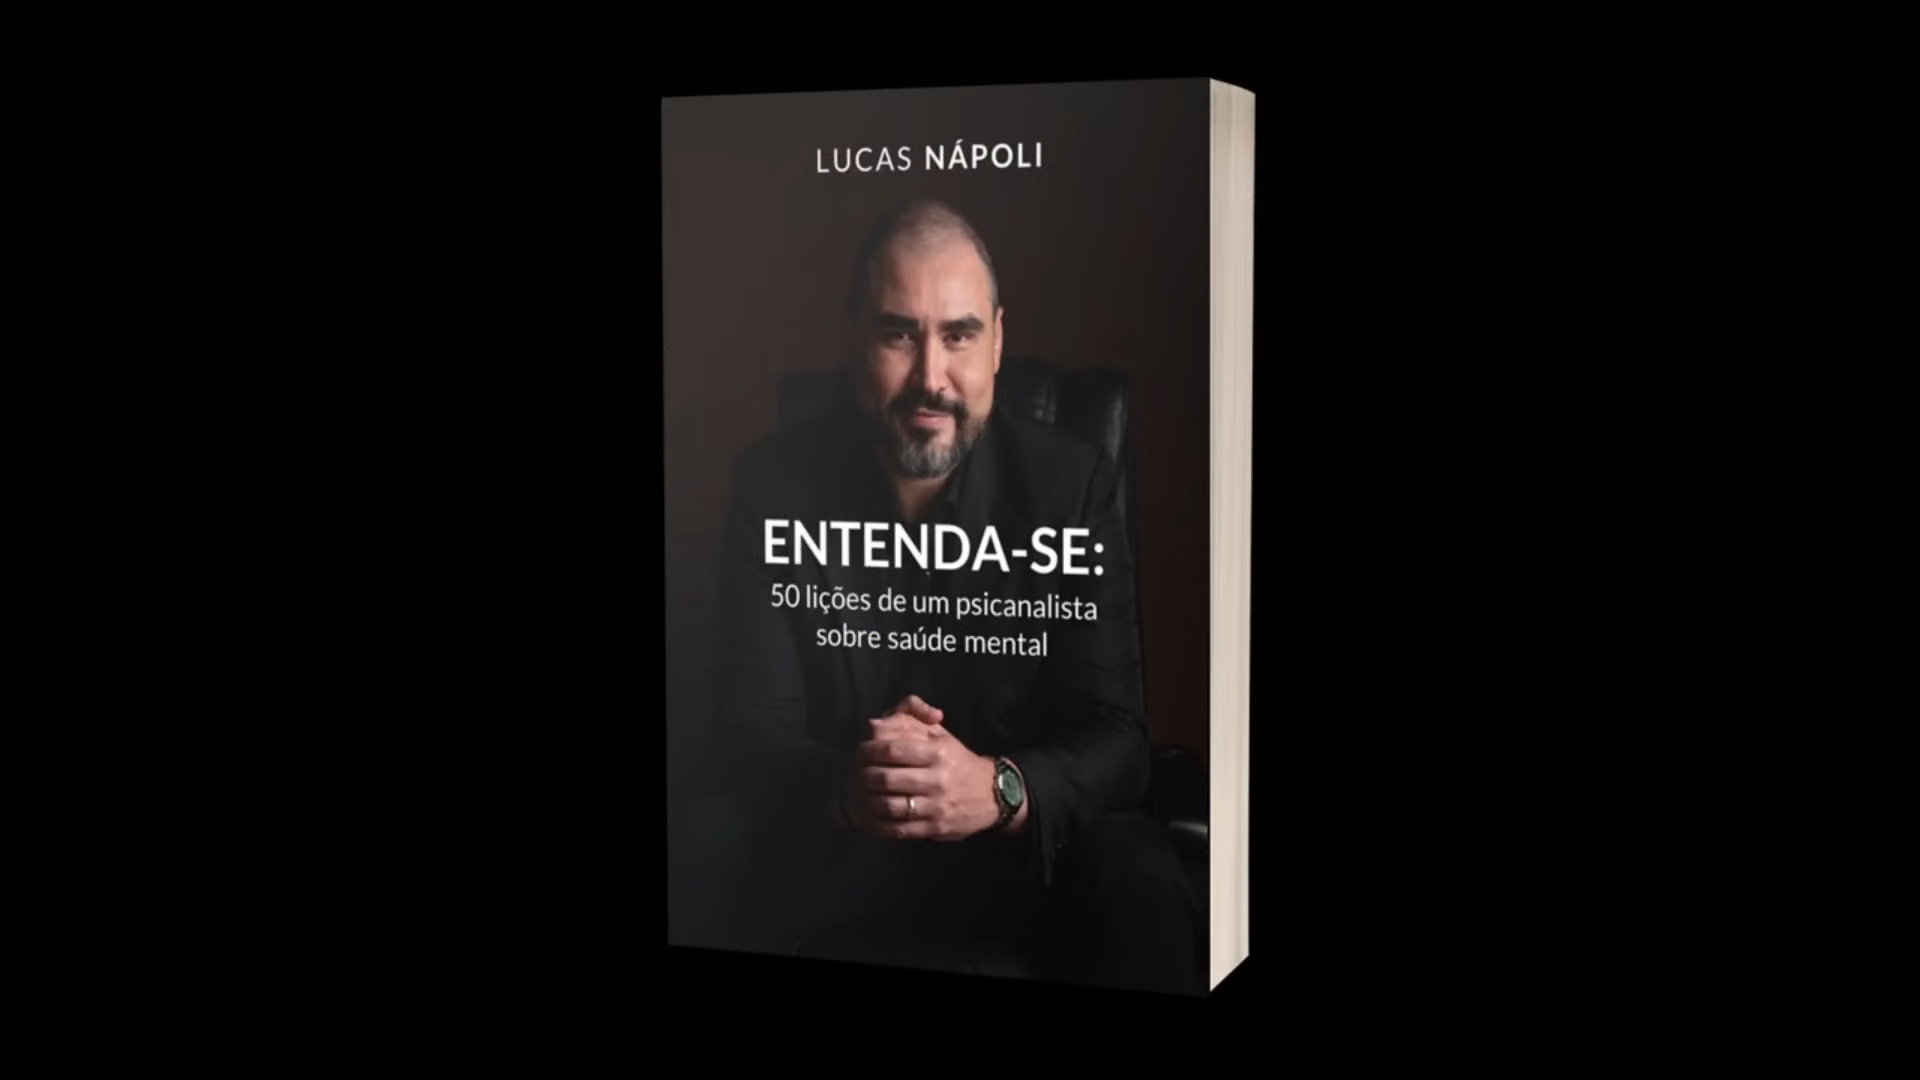 LUCAS NÁPOLI
ENTENDA-SE:
50 lições de um psicanalista
sobre saúde mental